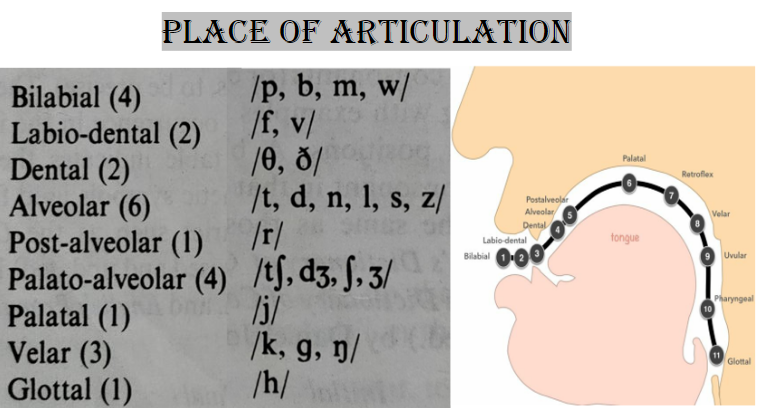 PLACE OF ARTICULATION
Bilabial (4) /p, b, m, w/
Labio-dental (2) /f, v/
Dental (2) /θ, ð/
Alveolar (6) /t, d, n, l, s, z/
Post-alveolar (1) /r/
Palato-alveolar (4) /tʃ, dʒ, ʃ, ʒ/
Palatal (1) /j/
Velar (3) /k, g, ŋ/
Glottal (1) /h/
Palatal
Retroflex
Postalveolar
Alveolar
Dental
Velar
Labio-dental
Bilabial
Uvular
Pharyngeal
Glottal
tongue
1
2
3
4
5
6
7
8
9
10
11